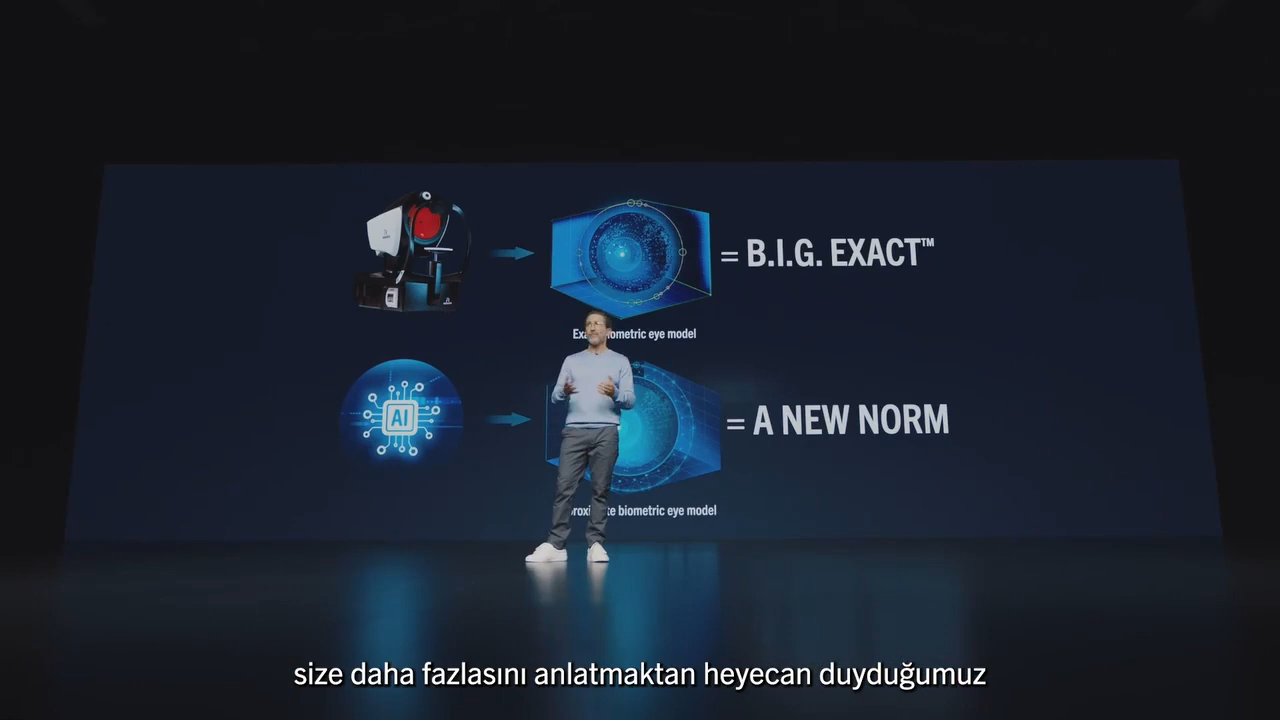 = B.I.G. EXACT™
biometric eye model
AI
= A NEW NORM
biometric eye model
size daha fazlasını anlatmaktan heyecan duyduğumuz